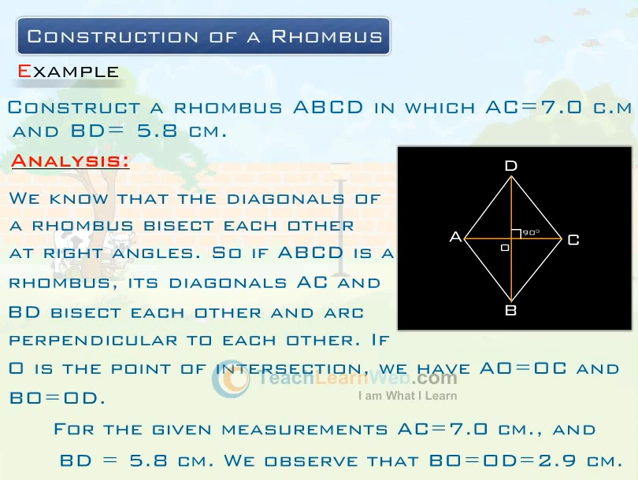 Construction of a Rhombus
Example
Construct a rhombus ABCD in which AC=7.0 c.m
and BD= 5.8 cm.
Analysis:
We know that the diagonals of
a rhombus bisect each other
at right angles. So if ABCD is a
rhombus, its diagonals AC and
BD bisect each other and arc
perpendicular to each other. If
O is the point of intersection, we have AO=OC and
BO=OD.
For the given measurements AC=7.0 cm., and
BD = 5.8 cm. We observe that BO=OD=2.9 cm.
D
A
90°
C
O
B
TeachLearnWeb.com
I am What I Learn